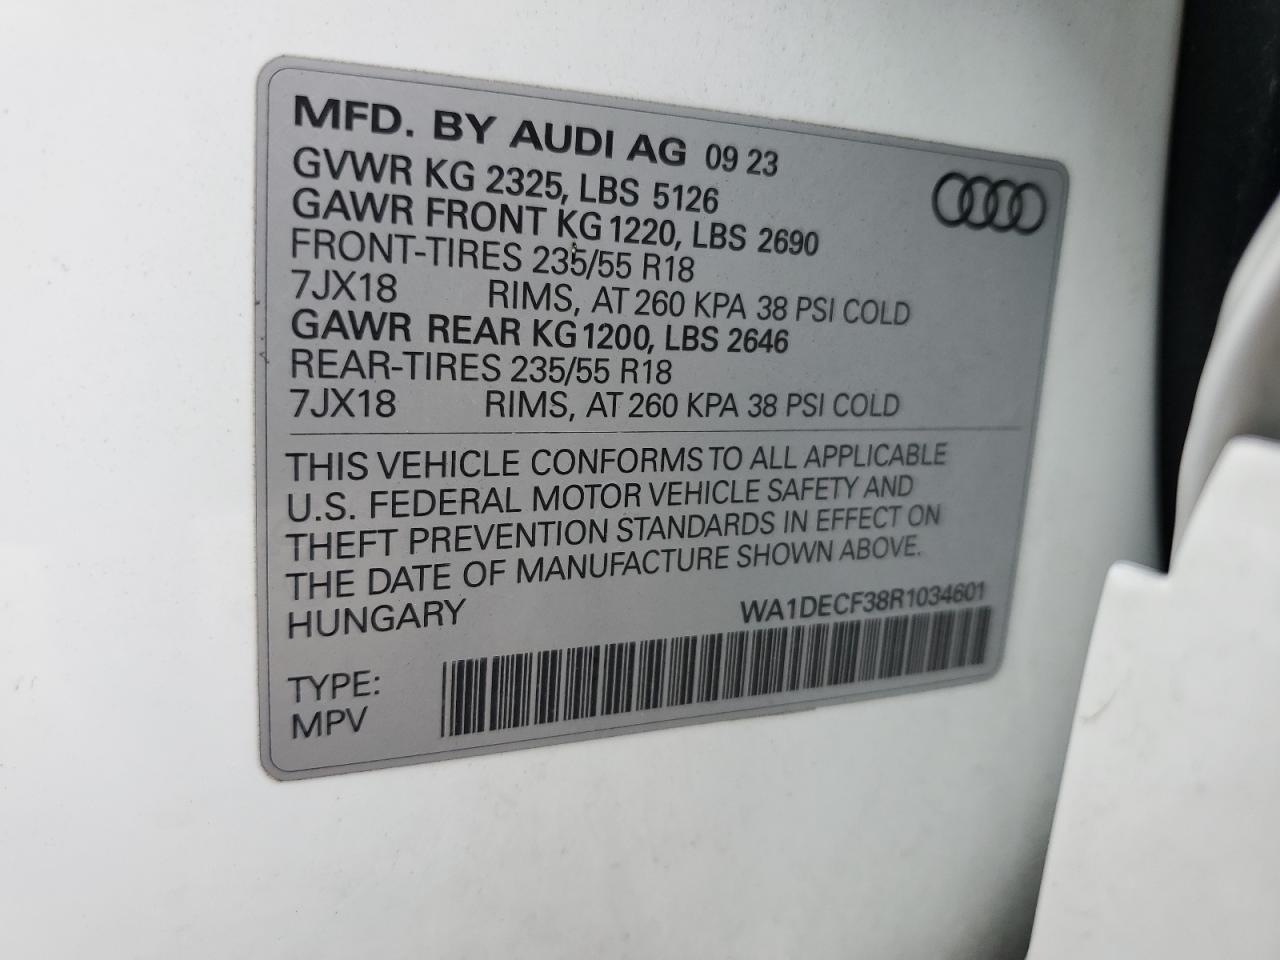 MFD. BY AUDI AG 09 23
GVWR KG 2325, LBS 5126
GAWR FRONT KG 1220, LBS 2690
FRONT-TIRES 235/55 R18
7JX18 RIMS, AT 260 KPA 38 PSI COLD
GAWR REAR KG 1200, LBS 2646
REAR-TIRES 235/55 R18
7JX18 RIMS, AT 260 KPA 38 PSI COLD
THIS VEHICLE CONFORMS TO ALL APPLICABLE
U.S. FEDERAL MOTOR VEHICLE SAFETY AND
THEFT PREVENTION STANDARDS IN EFFECT ON
THE DATE OF MANUFACTURE SHOWN ABOVE.
HUNGARY WA1DECF38R1034601
TYPE:
MPV